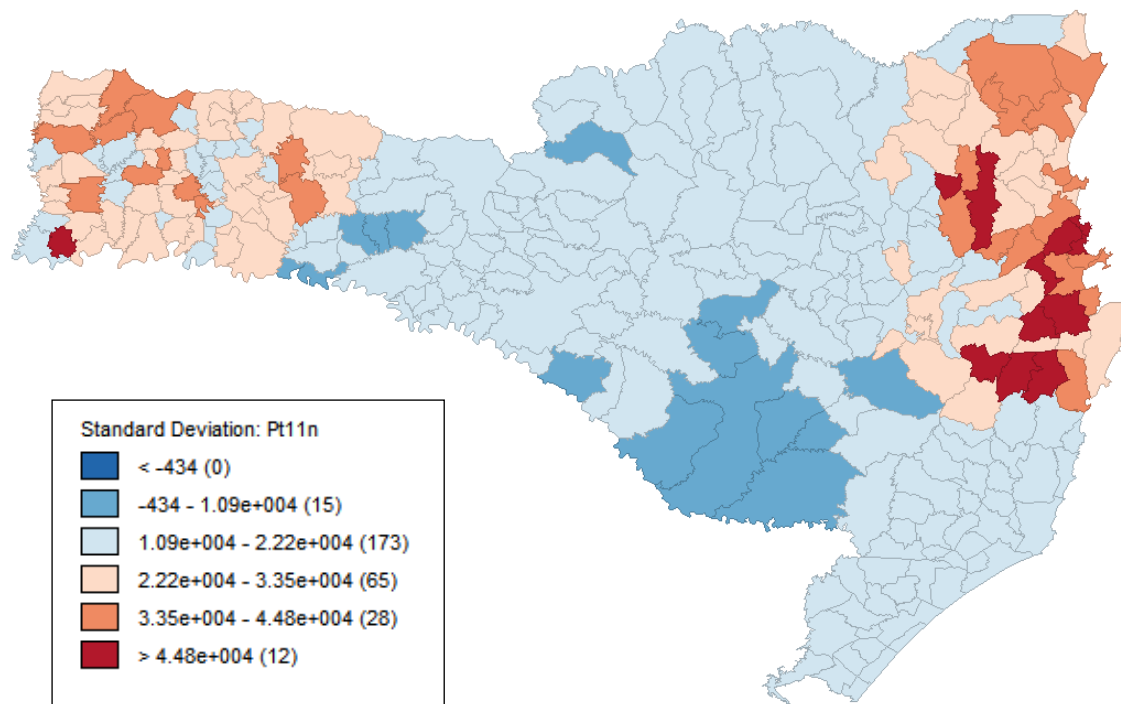 Standard Deviation: Pt11n
< -434 (0)
-434 - 1.09e+004 (15)
1.09e+004 - 2.22e+004 (173)
2.22e+004 - 3.35e+004 (65)
3.35e+004 - 4.48e+004 (28)
> 4.48e+004 (12)